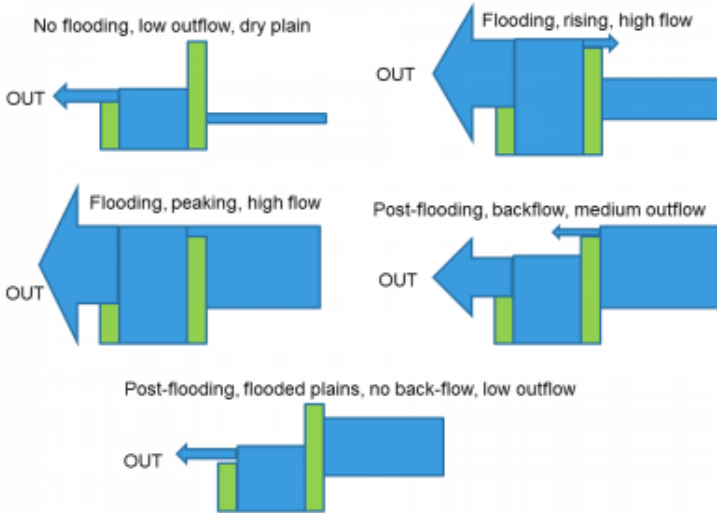 No flooding, low outflow, dry plain
OUT
Flooding, rising, high flow
OUT
Flooding, peaking, high flow
OUT
Post-flooding, backflow, medium outflow
OUT
Post-flooding, flooded plains, no back-flow, low outflow
OUT